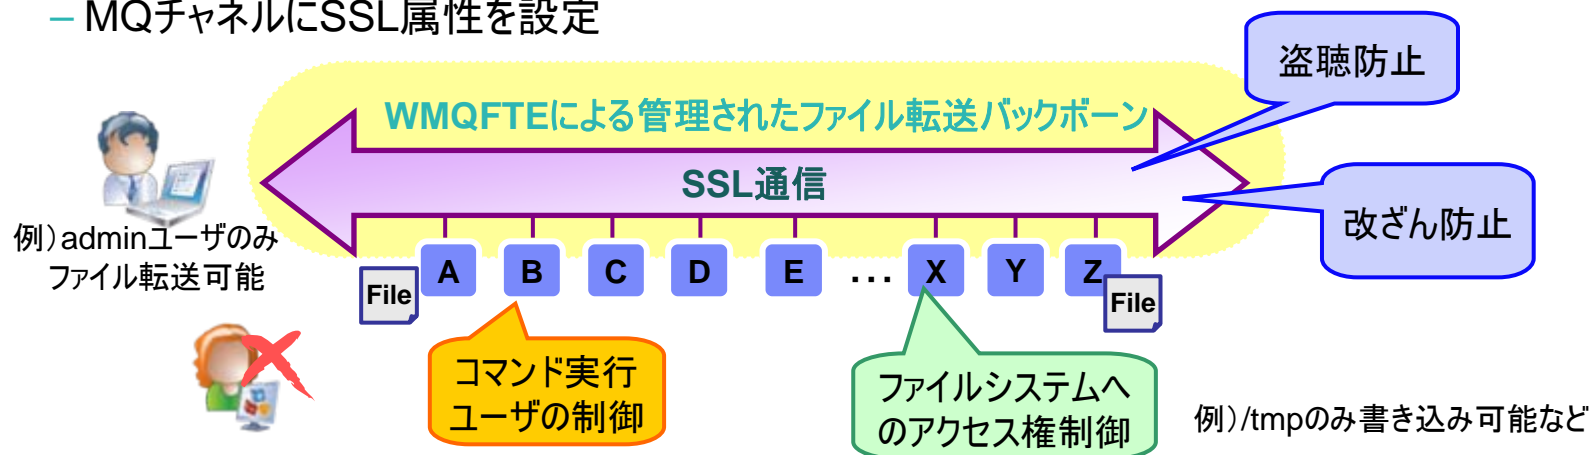 – MQチャネルにSSL属性を設定
盗聴防止
WMQFTEによる管理されたファイル転送バックボーン
SSL通信
改ざん防止
例）adminユーザのみ
ファイル転送可能
A
B
C
D
E
...
X
Y
Z
File
File
コマンド実行
ユーザの制御
ファイルシステムへ
のアクセス権制御
例）/tmpのみ書き込み可能など